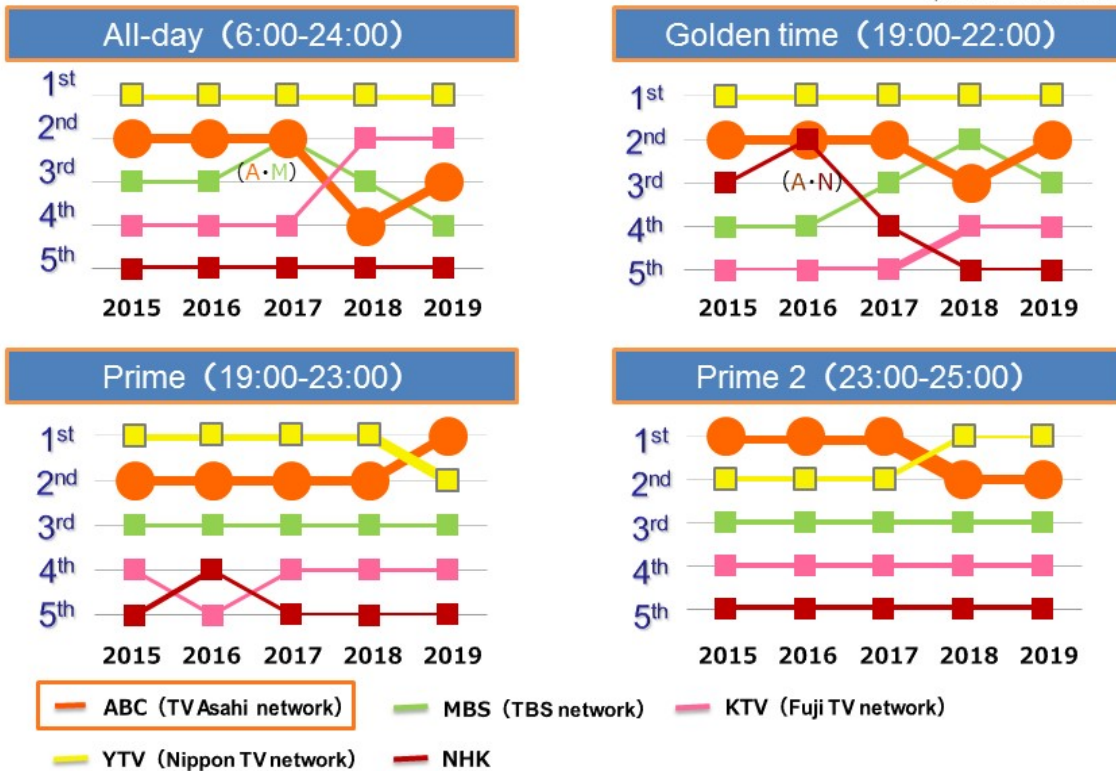 All-day（6:00-24:00）
1st
2nd
3rd
4th
5th
(A・M)
2015 2016 2017 2018 2019
Golden time（19:00-22:00）
1st
2nd
3rd
4th
5th
(A・N)
2015 2016 2017 2018 2019
Prime（19:00-23:00）
1st
2nd
3rd
4th
5th
2015 2016 2017 2018 2019
Prime 2（23:00-25:00）
1st
2nd
3rd
4th
5th
2015 2016 2017 2018 2019
ABC（TV Asahi network） MBS（TBS network） KTV（Fuji TV network）
YTV（Nippon TV network） NHK